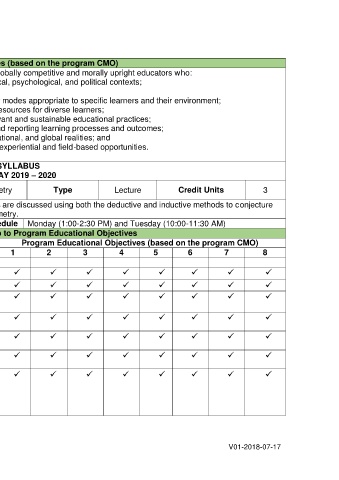 es (based on the program CMO)
obally competitive and morally upright educators who:
cal, psychological, and political contexts;
modes appropriate to specific learners and their environment;
esources for diverse learners;
vant and sustainable educational practices;
nd reporting learning processes and outcomes;
ational, and global realities; and
experiential and field-based opportunities.
SYLLABUS
AY 2019 – 2020
etry Type Lecture Credit Units 3
s are discussed using both the deductive and inductive methods to conjecture
metry.
hedule Monday (1:00-2:30 PM) and Tuesday (10:00-11:30 AM)
p to Program Educational Objectives
Program Educational Objectives (based on the program CMO)
1 2 3 4 5 6 7 8
✓ ✓ ✓ ✓ ✓ ✓ ✓ ✓
✓ ✓ ✓ ✓ ✓ ✓ ✓ ✓
✓ ✓ ✓ ✓ ✓ ✓ ✓ ✓
✓ ✓ ✓ ✓ ✓ ✓ ✓ ✓
✓ ✓ ✓ ✓ ✓ ✓ ✓ ✓
✓ ✓ ✓ ✓ ✓ ✓ ✓ ✓
✓ ✓ ✓ ✓ ✓ ✓ ✓ ✓
V01-2018-07-17